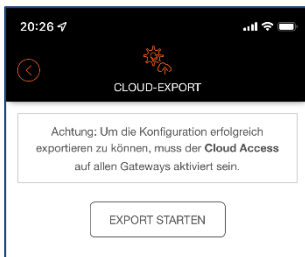 20:26
CLOUD-EXPORT
Achtung: Um die Konfiguration erfolgreich
exportieren zu können, muss der Cloud Access
auf allen Gateways aktiviert sein.
EXPORT STARTEN